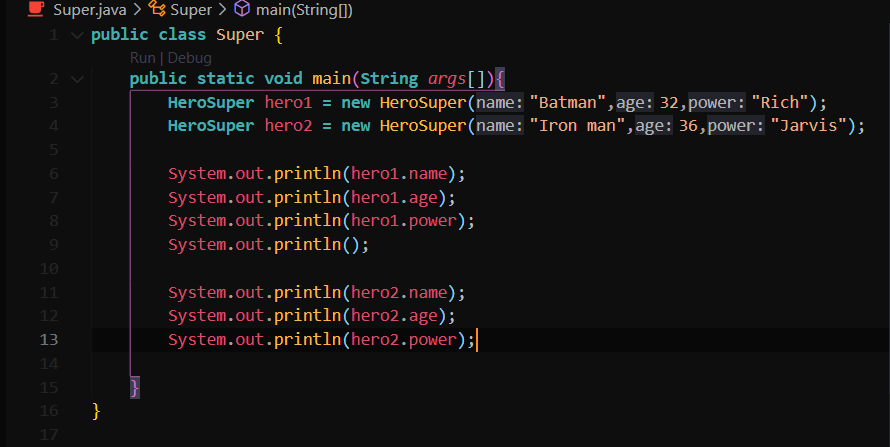 Super.java > Super > main(String[])
1 public class Super {
Run | Debug
2 public static void main(String args[]){
3 HeroSuper hero1 = new HeroSuper(name: "Batman",age: 32,power: "Rich");
4 HeroSuper hero2 = new HeroSuper(name: "Iron man",age: 36,power: "Jarvis");
5
6 System.out.println(hero1.name);
7 System.out.println(hero1.age);
8 System.out.println(hero1.power);
9 System.out.println();
10
11 System.out.println(hero2.name);
12 System.out.println(hero2.age);
13 System.out.println(hero2.power);
14
15 }
16 }
17